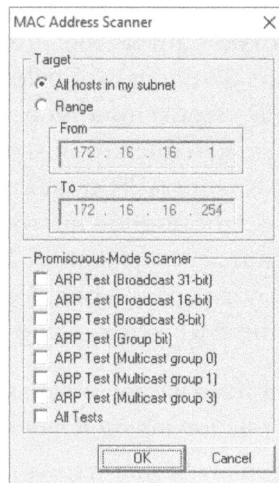 MAC Address Scanner
Target
All hosts in my subnet
Range
From
172 . 16 . 16 . 1
To
172 . 16 . 16 . 254
Promiscuous-Mode Scanner
ARP Test (Broadcast 31-bit)
ARP Test (Broadcast 16-bit)
ARP Test (Broadcast 8-bit)
ARP Test (Group bit)
ARP Test (Multicast group 0)
ARP Test (Multicast group 1)
ARP Test (Multicast group 3)
All Tests
OK Cancel